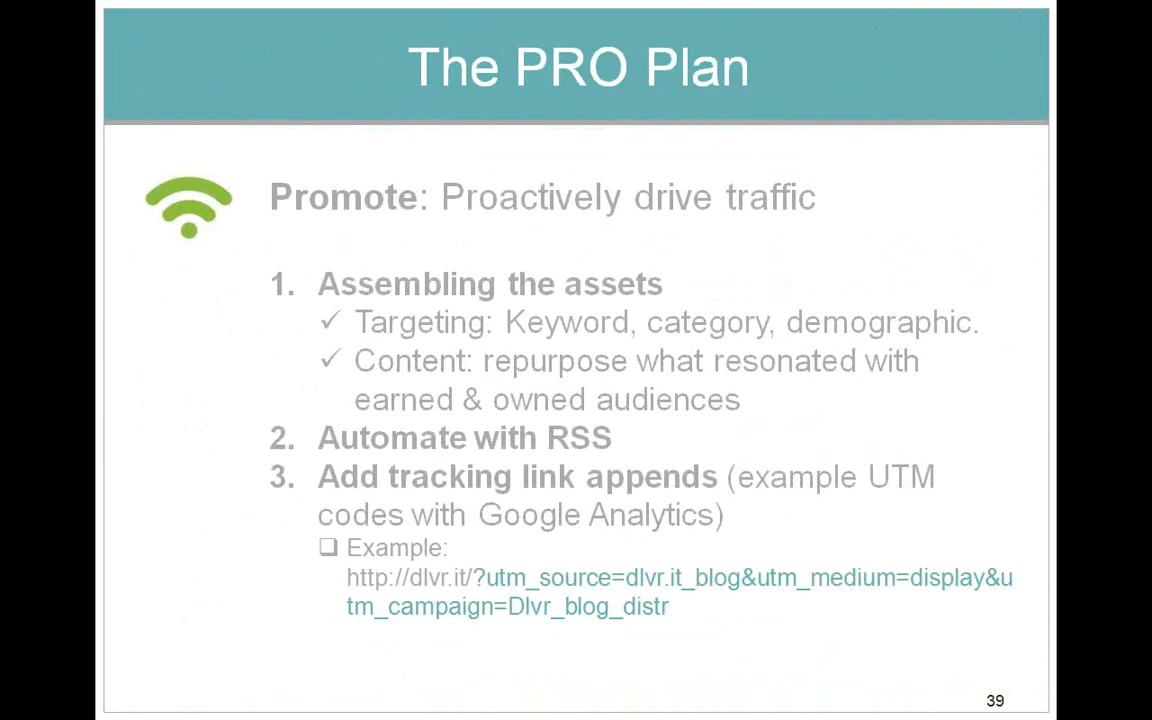 The PRO Plan
Promote: Proactively drive traffic
1. Assembling the assets
✓ Targeting: Keyword, category, demographic.
✓ Content: repurpose what resonated with
earned & owned audiences
2. Automate with RSS
3. Add tracking link appends (example UTM
codes with Google Analytics)
❑ Example:
http://dlvr.it/?utm_source=dlvr.it_blog&utm_medium=display&u
tm_campaign=Dlvr_blog_distr
39